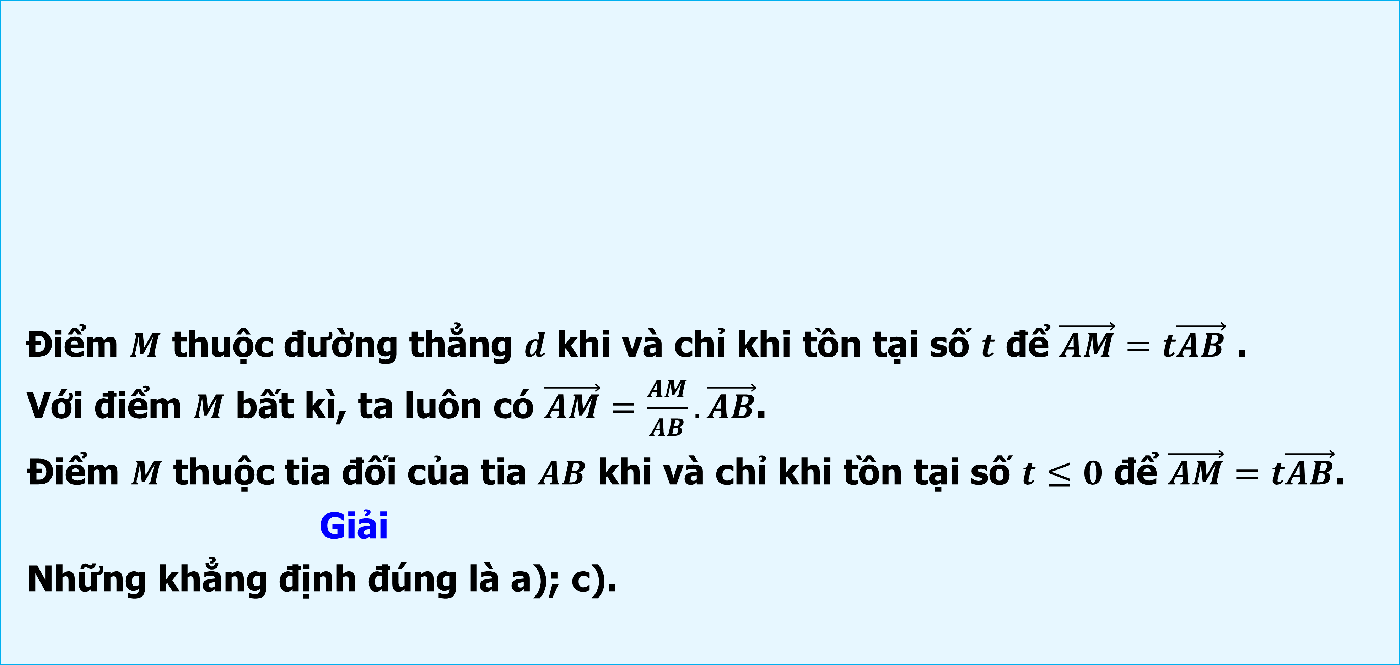 Điểm 𝑀 thuộc đường thẳng 𝑑 khi và chỉ khi tồn tại số 𝑡 để $\overrightarrow{AM} = t\overrightarrow{AB}$ .
Với điểm 𝑀 bất kì, ta luôn có $\overrightarrow{AM} = \frac{AM}{AB}.\overrightarrow{AB}$.
Điểm 𝑀 thuộc tia đối của tia 𝐴𝐵 khi và chỉ khi tồn tại số $t \leq 0$ để $\overrightarrow{AM} = t\overrightarrow{AB}$.
Giải
Những khẳng định đúng là a); c).